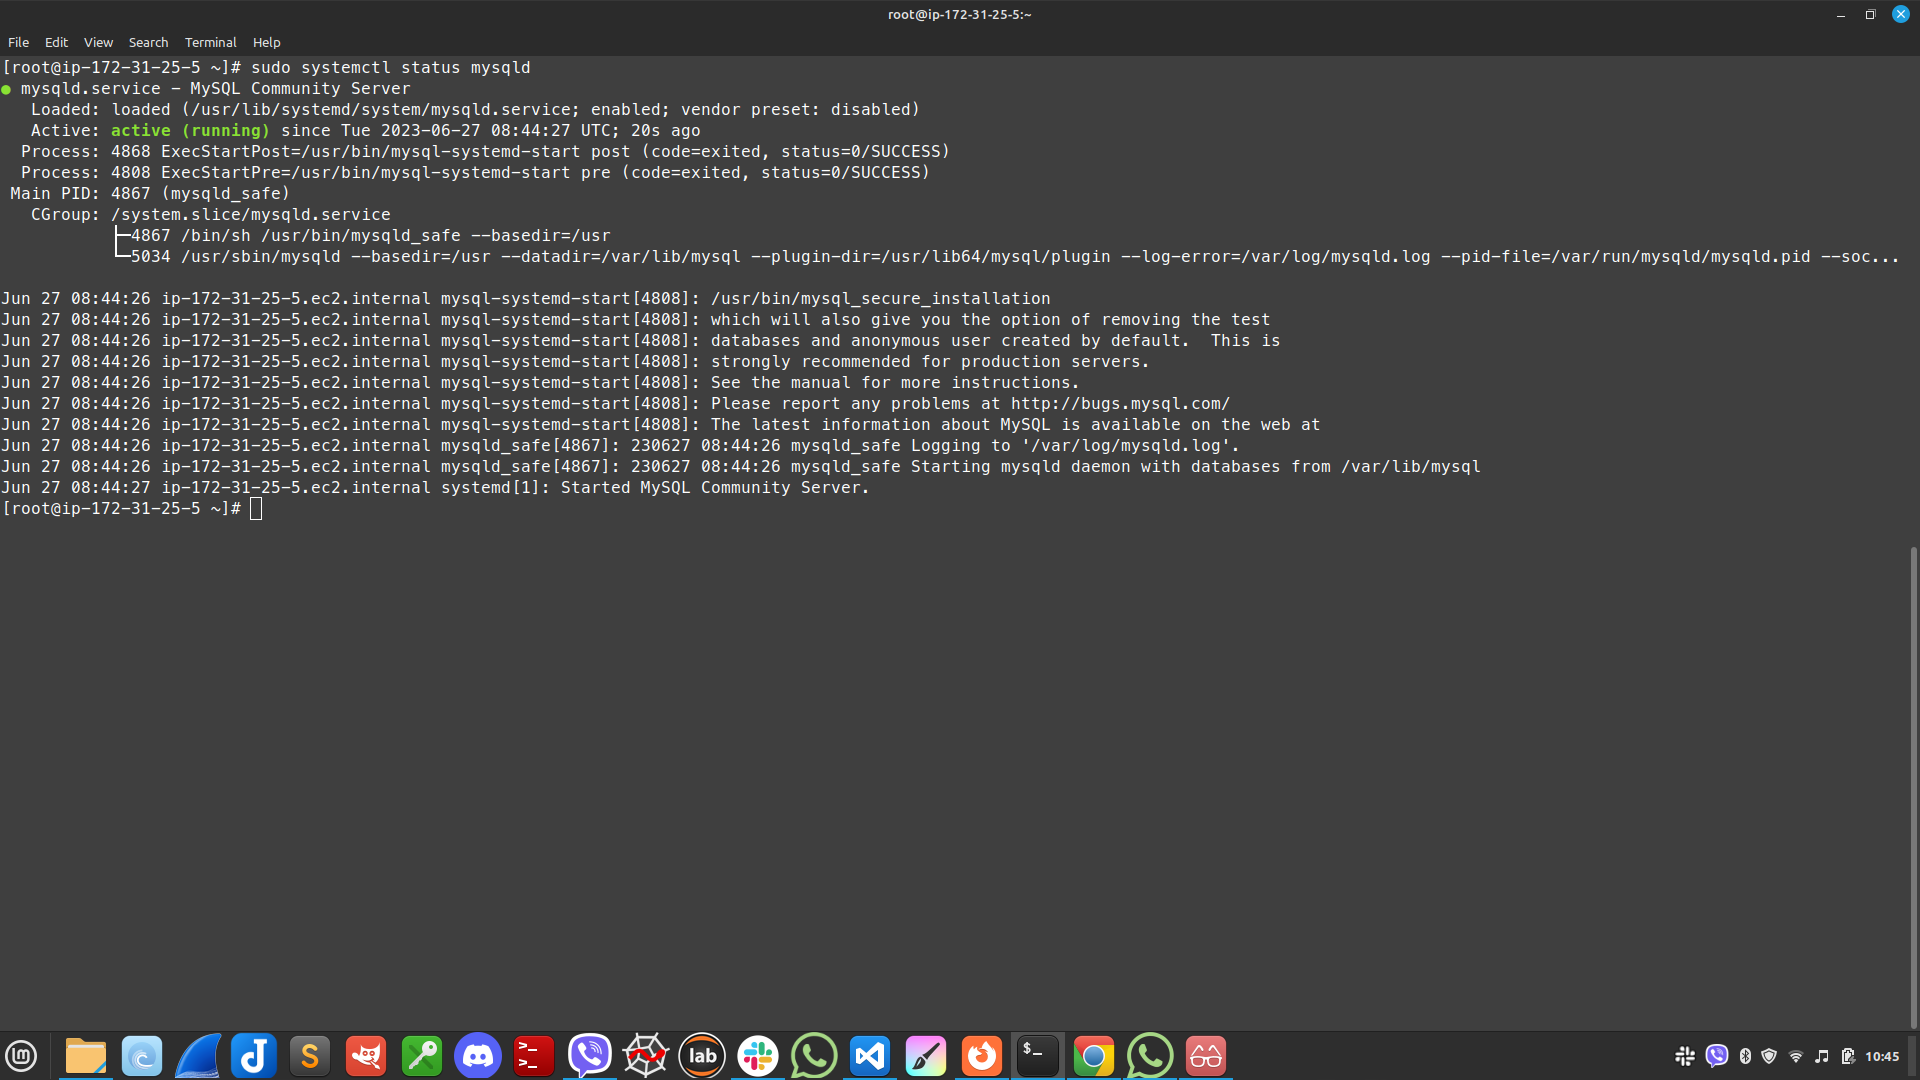 root@ip-172-31-25-5:~
File Edit View Search Terminal Help
[root@ip-172-31-25-5 ~]# sudo systemctl status mysqld
● mysqld.service - MySQL Community Server
   Loaded: loaded (/usr/lib/systemd/system/mysqld.service; enabled; vendor preset: disabled)
   Active: active (running) since Tue 2023-06-27 08:44:27 UTC; 20s ago
  Process: 4868 ExecStartPost=/usr/bin/mysql-systemd-start post (code=exited, status=0/SUCCESS)
  Process: 4808 ExecStartPre=/usr/bin/mysql-systemd-start pre (code=exited, status=0/SUCCESS)
 Main PID: 4867 (mysqld_safe)
   CGroup: /system.slice/mysqld.service
           ├─4867 /bin/sh /usr/bin/mysqld_safe --basedir=/usr
           └─5034 /usr/sbin/mysqld --basedir=/usr --datadir=/var/lib/mysql --plugin-dir=/usr/lib64/mysql/plugin --log-error=/var/log/mysqld.log --pid-file=/var/run/mysqld/mysqld.pid --soc...
Jun 27 08:44:26 ip-172-31-25-5.ec2.internal mysql-systemd-start[4808]: /usr/bin/mysql_secure_installation
Jun 27 08:44:26 ip-172-31-25-5.ec2.internal mysql-systemd-start[4808]: which will also give you the option of removing the test
Jun 27 08:44:26 ip-172-31-25-5.ec2.internal mysql-systemd-start[4808]: databases and anonymous user created by default.  This is
Jun 27 08:44:26 ip-172-31-25-5.ec2.internal mysql-systemd-start[4808]: strongly recommended for production servers.
Jun 27 08:44:26 ip-172-31-25-5.ec2.internal mysql-systemd-start[4808]: See the manual for more instructions.
Jun 27 08:44:26 ip-172-31-25-5.ec2.internal mysql-systemd-start[4808]: Please report any problems at http://bugs.mysql.com/
Jun 27 08:44:26 ip-172-31-25-5.ec2.internal mysql-systemd-start[4808]: The latest information about MySQL is available on the web at
Jun 27 08:44:26 ip-172-31-25-5.ec2.internal mysqld_safe[4867]: 230627 08:44:26 mysqld_safe Logging to '/var/log/mysqld.log'.
Jun 27 08:44:26 ip-172-31-25-5.ec2.internal mysqld_safe[4867]: 230627 08:44:26 mysqld_safe Starting mysqld daemon with databases from /var/lib/mysql
Jun 27 08:44:27 ip-172-31-25-5.ec2.internal systemd[1]: Started MySQL Community Server.
[root@ip-172-31-25-5 ~]#
lab
$_
10:45